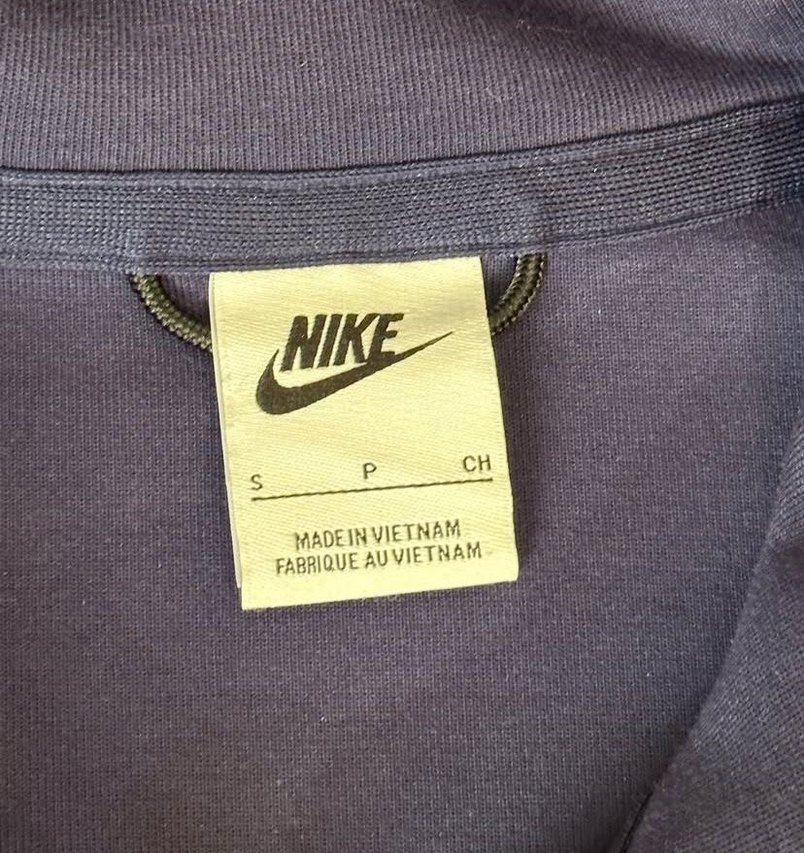 NIKE
S P CH
MADE IN VIETNAM
FABRIQUE AU VIETNAM